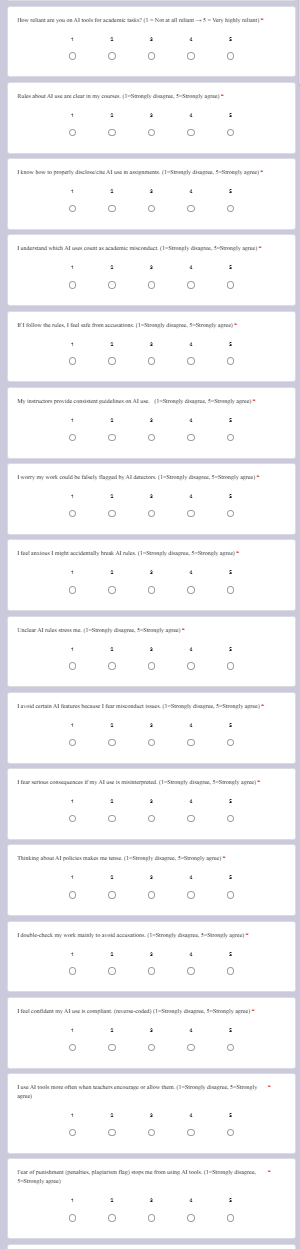 How reliant are you on AI tools for academic tasks? (1 = Not at all reliant → 5 = Very highly reliant) *
1 2 3 4 5
Rules about AI use are clear in my courses. (1=Strongly disagree, 5=Strongly agree) *
1 2 3 4 5
I know how to properly disclose/cite AI use in assignments. (1=Strongly disagree, 5=Strongly agree) *
1 2 3 4 5
I understand which AI uses count as academic misconduct. (1=Strongly disagree, 5=Strongly agree) *
1 2 3 4 5
If I follow the rules, I feel safe from accusations. (1=Strongly disagree, 5=Strongly agree) *
1 2 3 4 5
My instructors provide consistent guidelines on AI use. (1=Strongly disagree, 5=Strongly agree) *
1 2 3 4 5
I worry my work could be falsely flagged by AI detectors. (1=Strongly disagree, 5=Strongly agree) *
1 2 3 4 5
I feel anxious I might accidentally break AI rules. (1=Strongly disagree, 5=Strongly agree) *
1 2 3 4 5
Unclear AI rules stress me. (1=Strongly disagree, 5=Strongly agree) *
1 2 3 4 5
I avoid certain AI features because I fear misconduct issues. (1=Strongly disagree, 5=Strongly agree) *
1 2 3 4 5
I fear serious consequences if my AI use is misinterpreted. (1=Strongly disagree, 5=Strongly agree) *
1 2 3 4 5
Thinking about AI policies makes me tense. (1=Strongly disagree, 5=Strongly agree) *
1 2 3 4 5
I double-check my work mainly to avoid accusations. (1=Strongly disagree, 5=Strongly agree) *
1 2 3 4 5
I feel confident my AI use is compliant. (reverse-coded) (1=Strongly disagree, 5=Strongly agree) *
1 2 3 4 5
I use AI tools more often when teachers encourage or allow them. (1=Strongly disagree, 5=Strongly *
agree)
1 2 3 4 5
Fear of punishment (penalties, plagiarism flag) stops me from using AI tools. (1=Strongly disagree, *
5=Strongly agree)
1 2 3 4 5